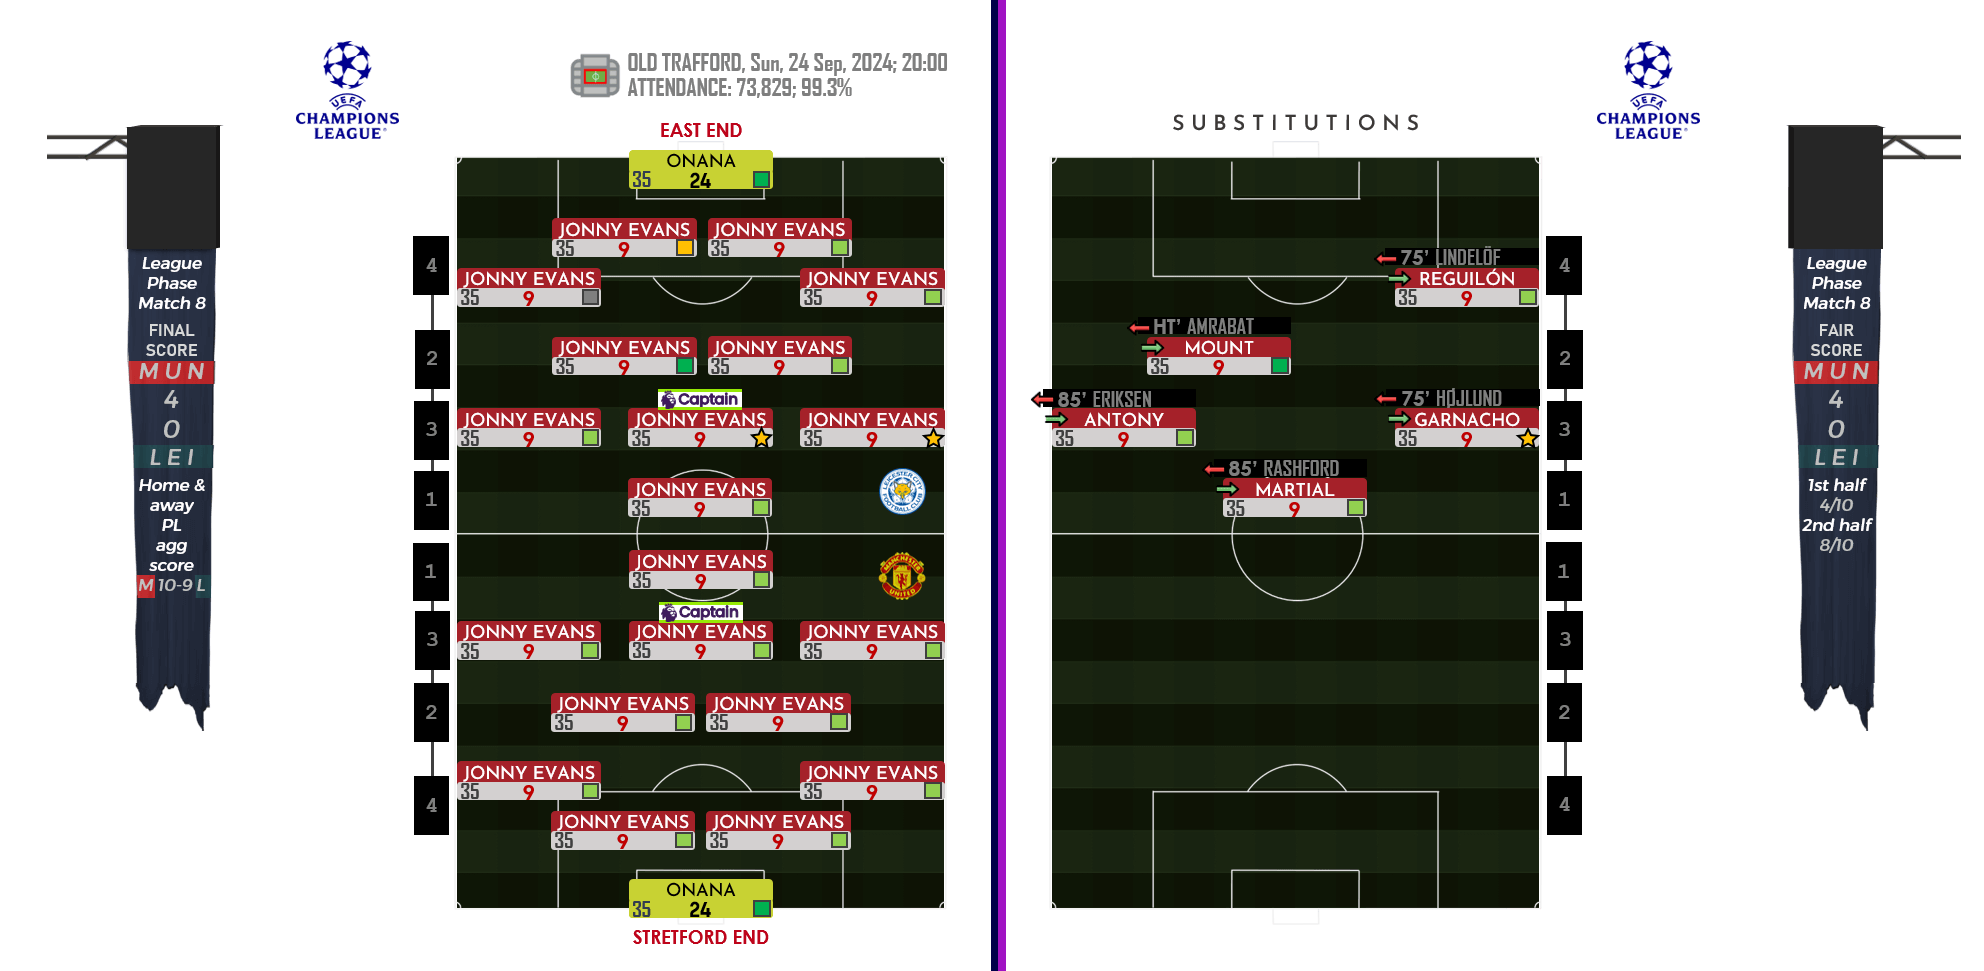 UEFA
CHAMPIONS
LEAGUE
OLD TRAFFORD, Sun, 24 Sep, 2024; 20:00
ATTENDANCE: 73,829; 99.3%
EAST END
League
Phase
Match 8
FINAL
SCORE
MUN
4
0
LEI
Home &
away
PL
agg
score
M 10-9 L
4
2
3
1
1
3
2
4
ONANA
35 24
JONNY EVANS JONNY EVANS
35 9 35 9
JONNY EVANS JONNY EVANS
35 9 35 9
JONNY EVANS JONNY EVANS
35 9 35 9
Captain
JONNY EVANS JONNY EVANS JONNY EVANS
35 9 35 9 35 9
JONNY EVANS
35 9
LEICESTER CITY
FOOTBALL CLUB
JONNY EVANS
35 9
MANCHESTER
UNITED
Captain
JONNY EVANS JONNY EVANS JONNY EVANS
35 9 35 9 35 9
JONNY EVANS JONNY EVANS
35 9 35 9
JONNY EVANS JONNY EVANS
35 9 35 9
JONNY EVANS JONNY EVANS
35 9 35 9
ONANA
35 24
STRETFORD END
SUBSTITUTIONS
UEFA
CHAMPIONS
LEAGUE
75' LINDELÖF
REGUILÓN
35 9
HT' AMRABAT
MOUNT
35 9
85' ERIKSEN
ANTONY
35 9
75' HØJLUND
GARNACHO
35 9
85' RASHFORD
MARTIAL
35 9
4
2
3
1
1
3
2
4
League
Phase
Match 8
FAIR
SCORE
MUN
4
0
LEI
1st half
4/10
2nd half
8/10